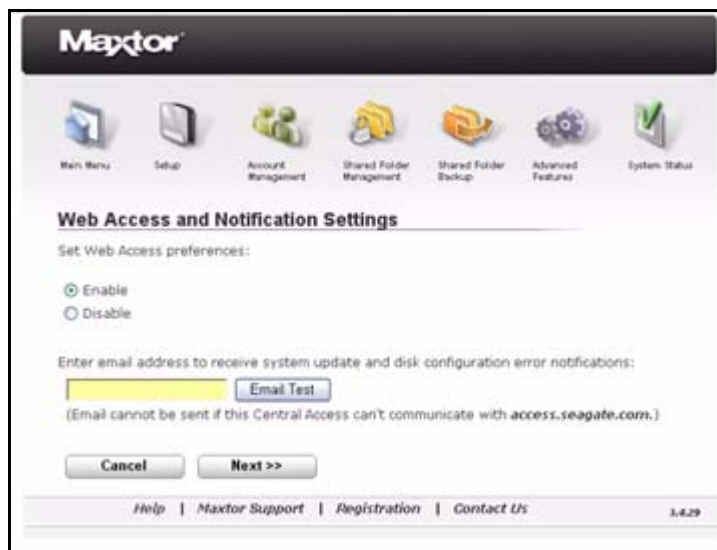 Maxtor
Main Menu
Setup
Account Management
Shared Folder Management
Shared Folder Backup
Advanced Features
System Status
Web Access and Notification Settings
Set Web Access preferences:
Enable
Disable
Enter email address to receive system update and disk configuration error notifications:
Email Test
(Email cannot be sent if this Central Access can't communicate with access.seagate.com.)
Cancel Next >>
Help | Maxtor Support | Registration | Contact Us 3.4.29